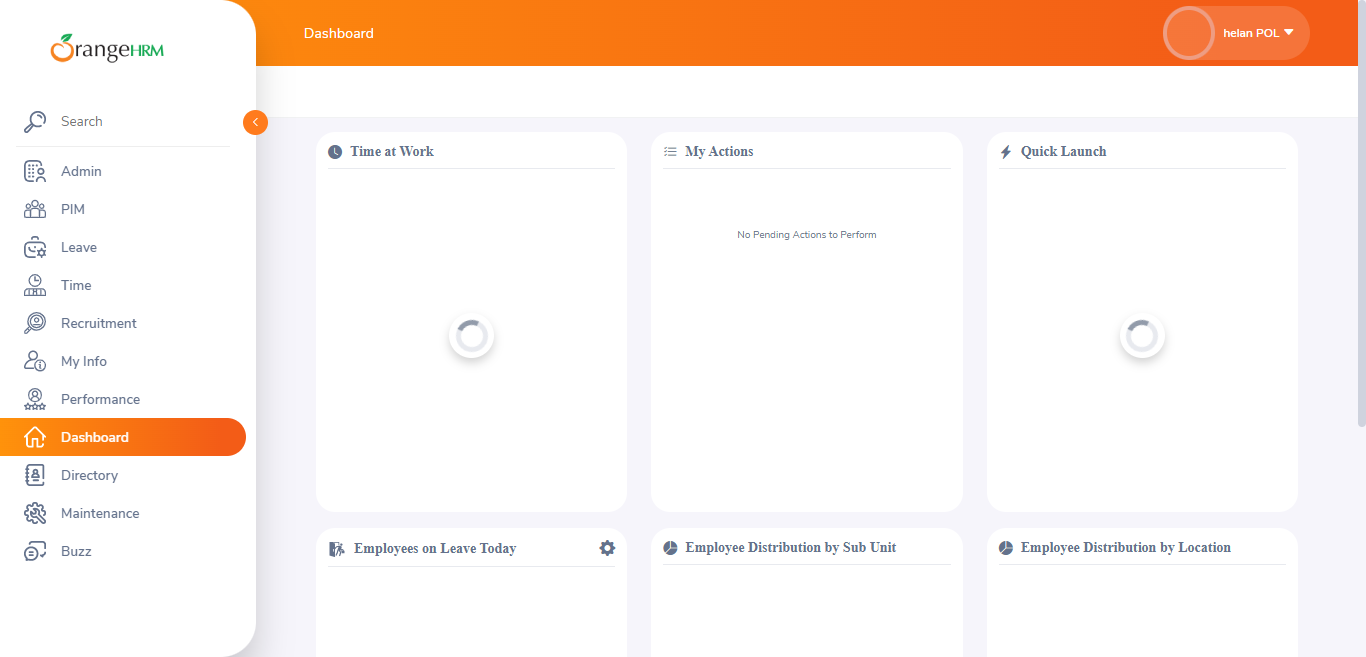 OrangeHRM
Dashboard
helan POL
Search
Admin
PIM
Leave
Time
Recruitment
My Info
Performance
Dashboard
Directory
Maintenance
Buzz
Time at Work
My Actions
Quick Launch
No Pending Actions to Perform
Employees on Leave Today
Employee Distribution by Sub Unit
Employee Distribution by Location